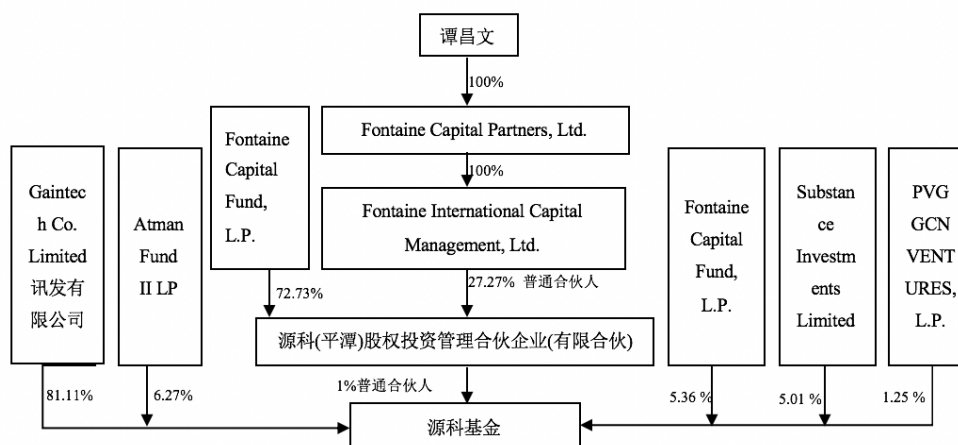 谭昌文
100%
Fontaine Capital Partners, Ltd.
100%
Fontaine International Capital
Management, Ltd.
27.27% 普通合伙人
Fontaine
Capital
Fund,
L.P.
72.73%
源科(平潭)股权投资管理合伙企业(有限合伙)
1%普通合伙人
Gaintec
h Co.
Limited
讯发有
限公司
81.11%
Atman
Fund
II LP
6.27%
Fontaine
Capital
Fund,
L.P.
5.36 %
Substan
ce
Investm
ents
Limited
5.01 %
PVG
GCN
VENT
URES,
L.P.
1.25 %
源科基金